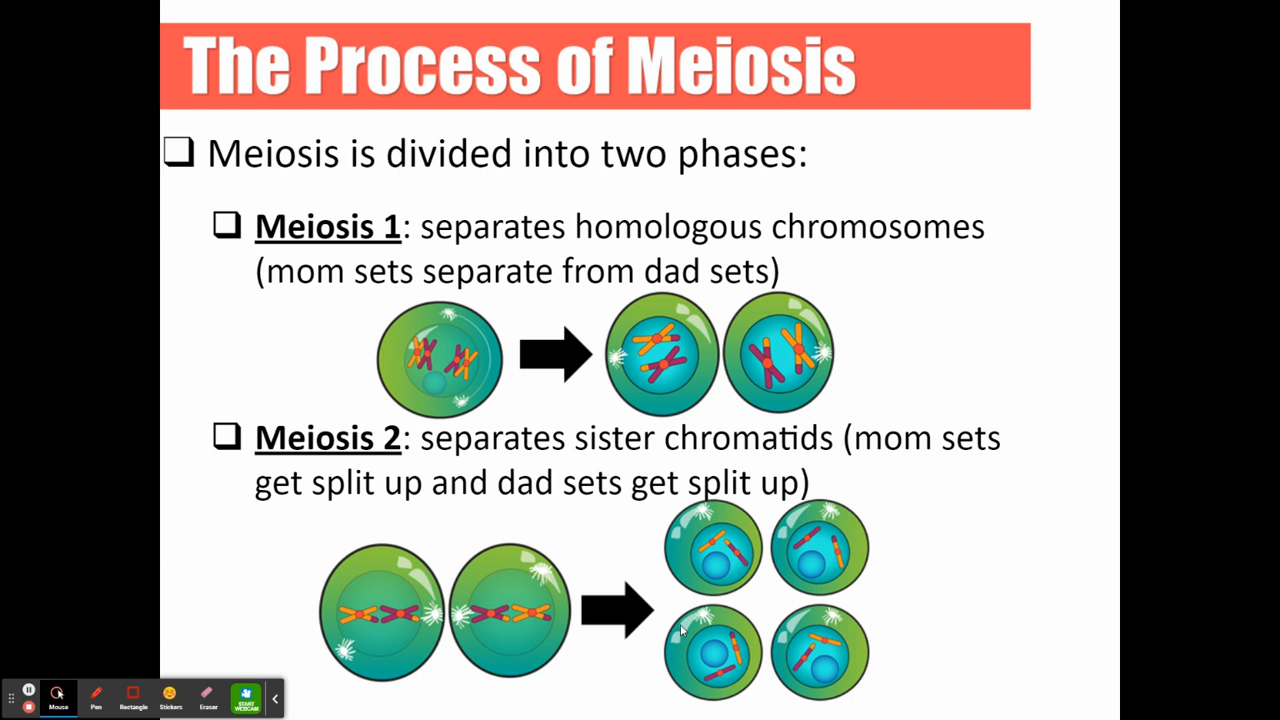 The Process of Meiosis
❑ Meiosis is divided into two phases:
❑ Meiosis 1: separates homologous chromosomes
(mom sets separate from dad sets)
❑ Meiosis 2: separates sister chromatids (mom sets
get split up and dad sets get split up)
Mouse Pen Rectangle Stickers Eraser START
WEBCAM